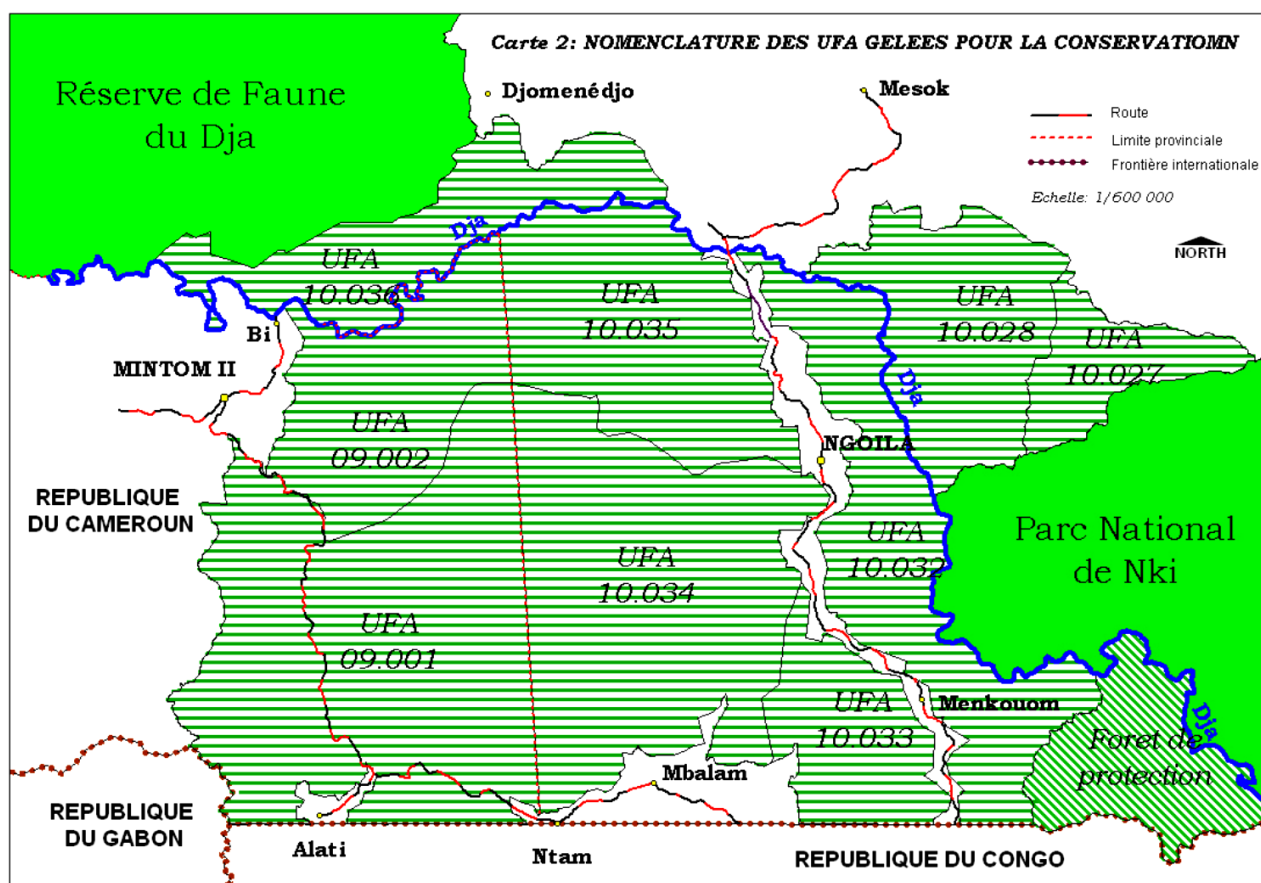 Carte 2: NOMENCLATURE DES UFA GELEES POUR LA CONSERVATIOMN
Réserve de Faune
du Dja
Djomenédjo
Mesok
Route
Limite provinciale
Frontière internationale
Echelle: 1/600 000
NORTH
Dja
UFA
10.036
UFA
10.035
UFA
10.028
UFA
10.027
Bi
MINTOM II
Dja
UFA
09.002
NGOILA
REPUBLIQUE
DU CAMEROUN
Parc National
de Nki
UFA
10.032
UFA
10.034
UFA
09.001
UFA
10.033
Menkouom
Dja
Foret de
protection
Mbalam
REPUBLIQUE
DU GABON
Alati
Ntam
REPUBLIQUE DU CONGO